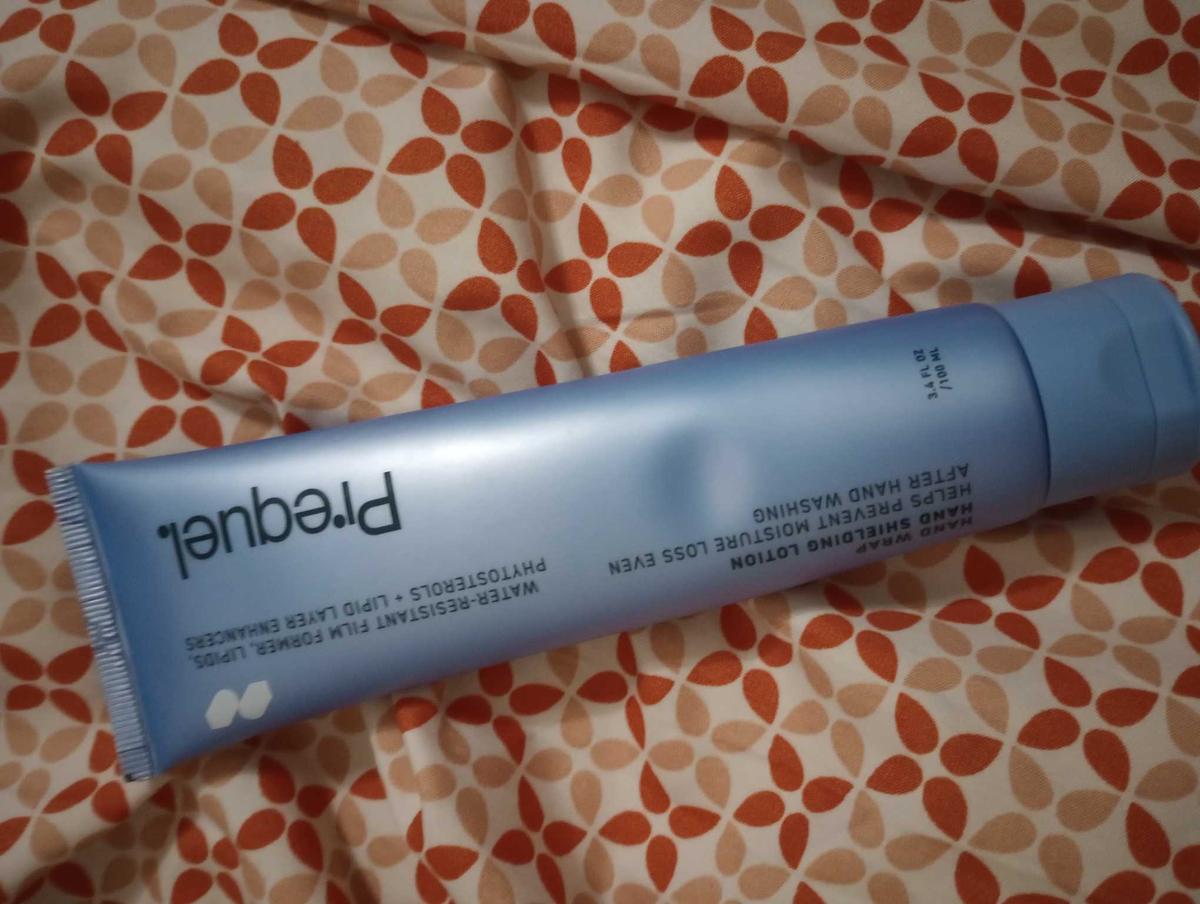 Prequel.
HAND WRAP
HAND SHIELDING LOTION
HELPS PREVENT MOISTURE LOSS EVEN
AFTER HAND WASHING
WATER-RESISTANT FILM FORMER, LIPIDS,
PHYTOSTEROLS + LIPID LAYER ENHANCERS
3.4 FL OZ
/100 ML